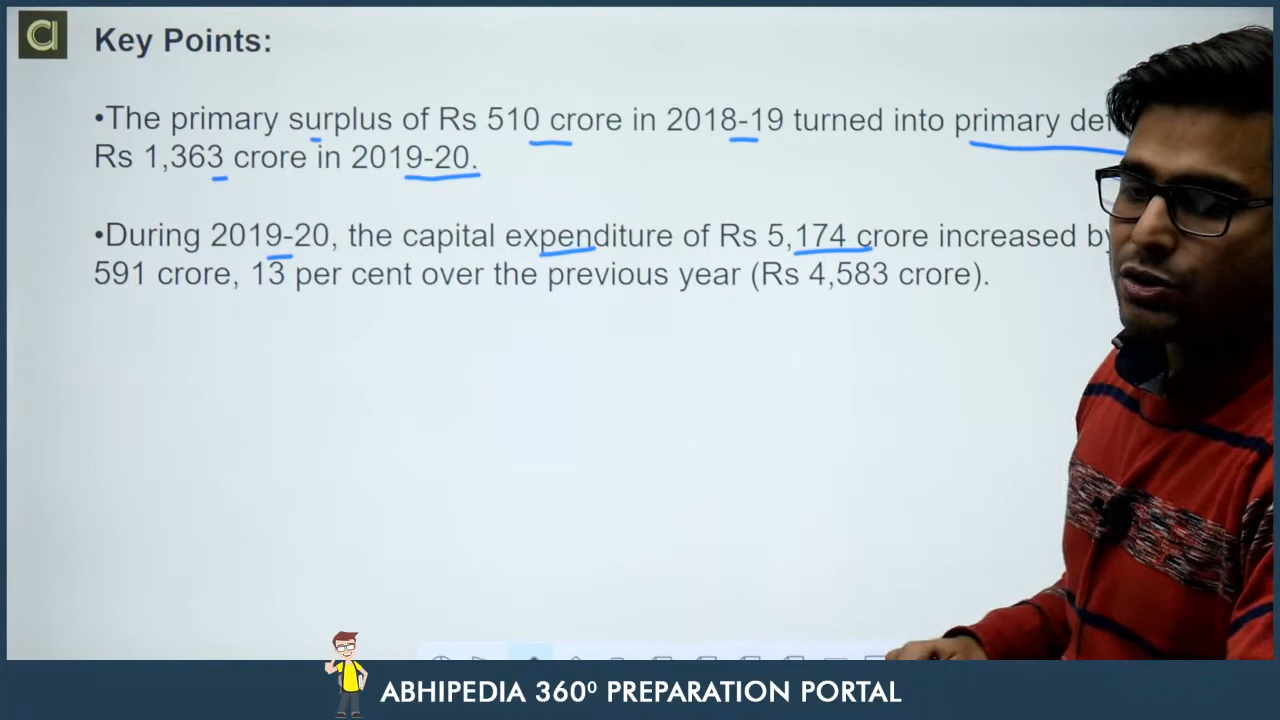 Key Points:
•The primary surplus of Rs 510 crore in 2018-19 turned into primary
Rs 1,363 crore in 2019-20.
•During 2019-20, the capital expenditure of Rs 5,174 crore increased by
591 crore, 13 per cent over the previous year (Rs 4,583 crore).
ABHIPEDIA 360⁰ PREPARATION PORTAL